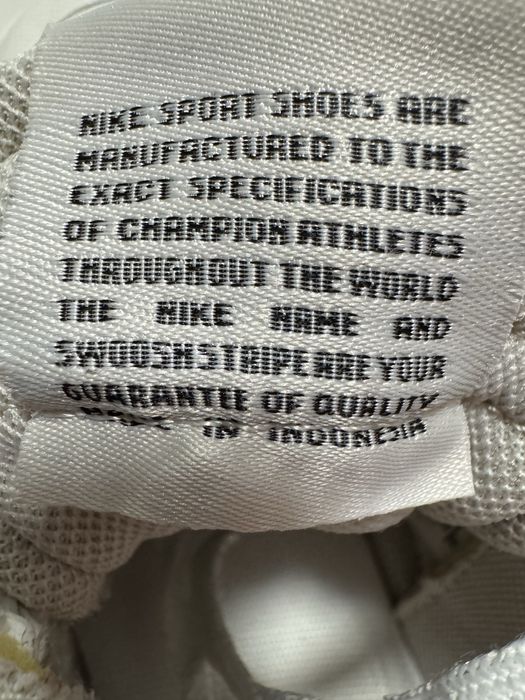 NIKE SPORT SHOES ARE
MANUFACTURED TO THE
EXACT SPECIFICATIONS
OF CHAMPION ATHLETES
THROUGHOUT THE WORLD
THE NIKE NAME AND
SWOOSH STRIPE ARE YOUR
GUARANTEE OF QUALITY
MADE IN INDONESIA